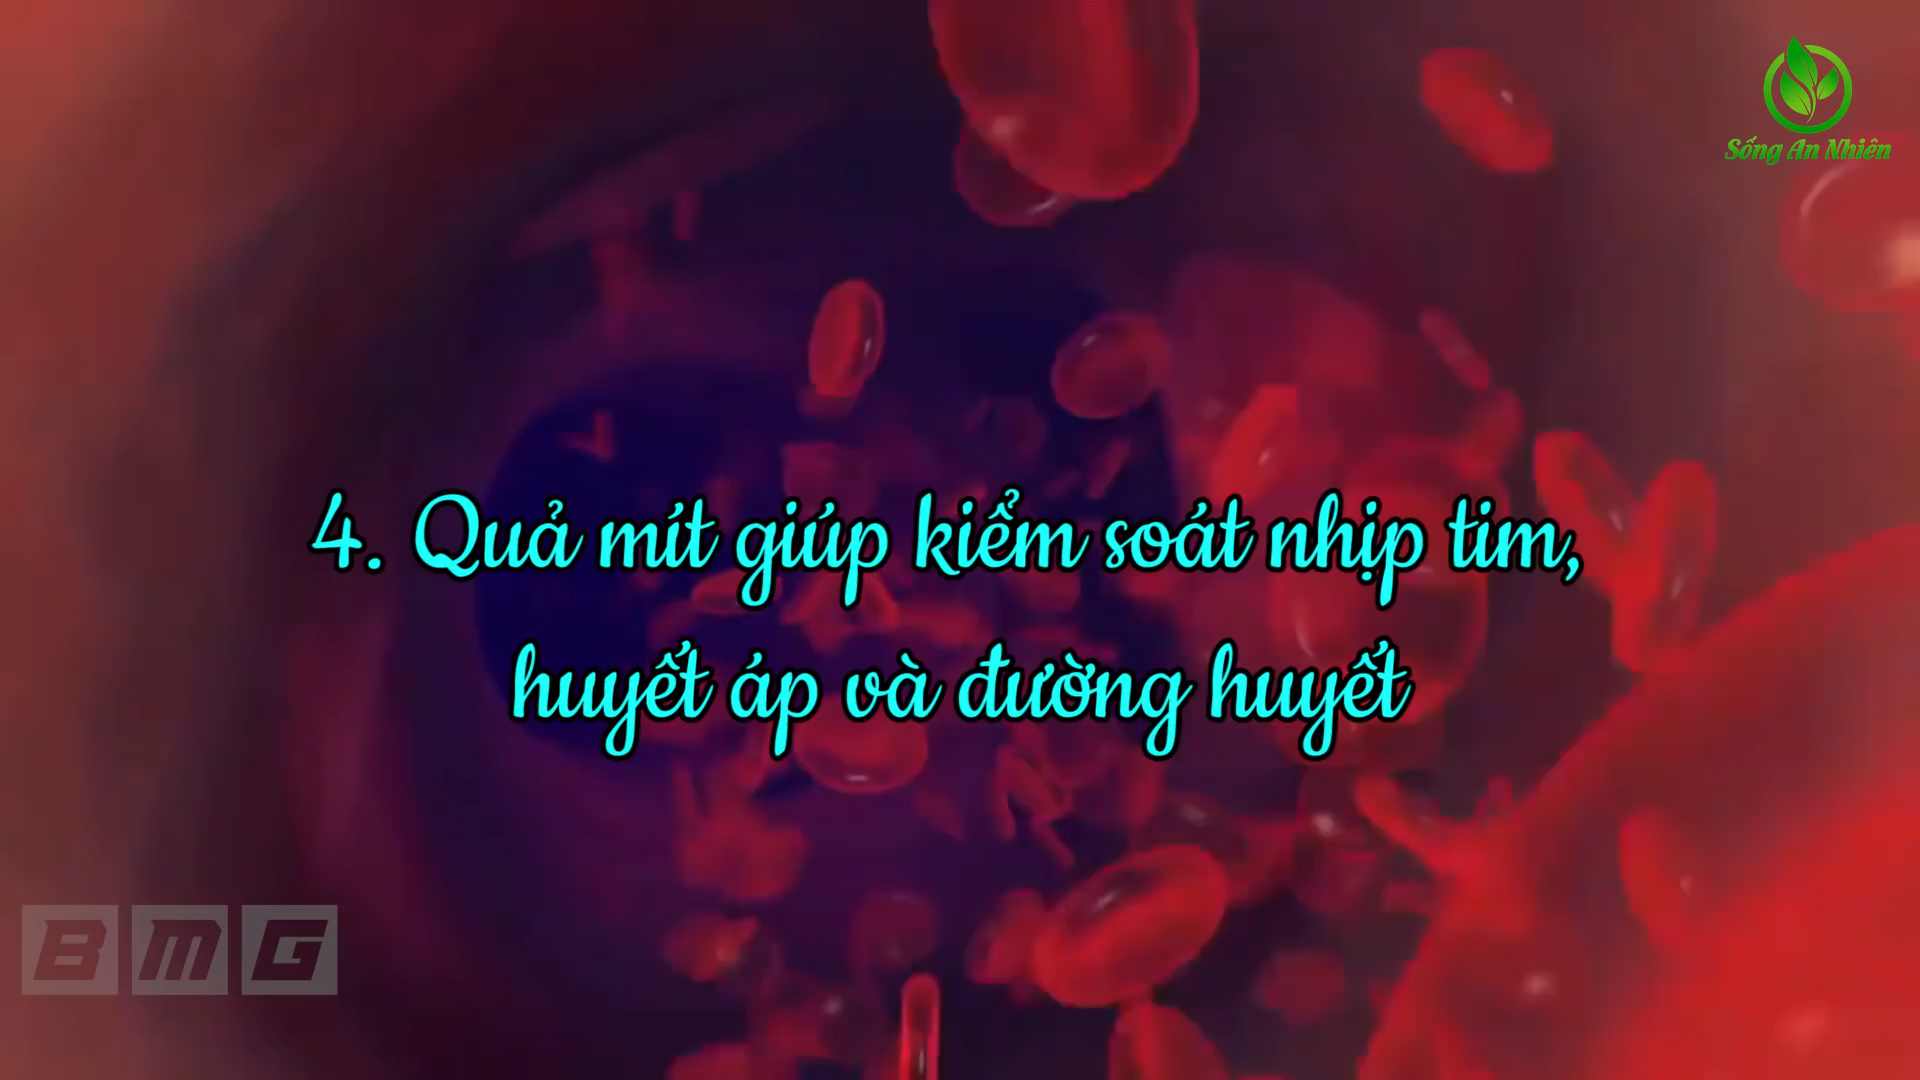 Sống An Nhiên
4. Quả mít giúp kiểm soát nhịp tim,
huyết áp và đường huyết
BMG